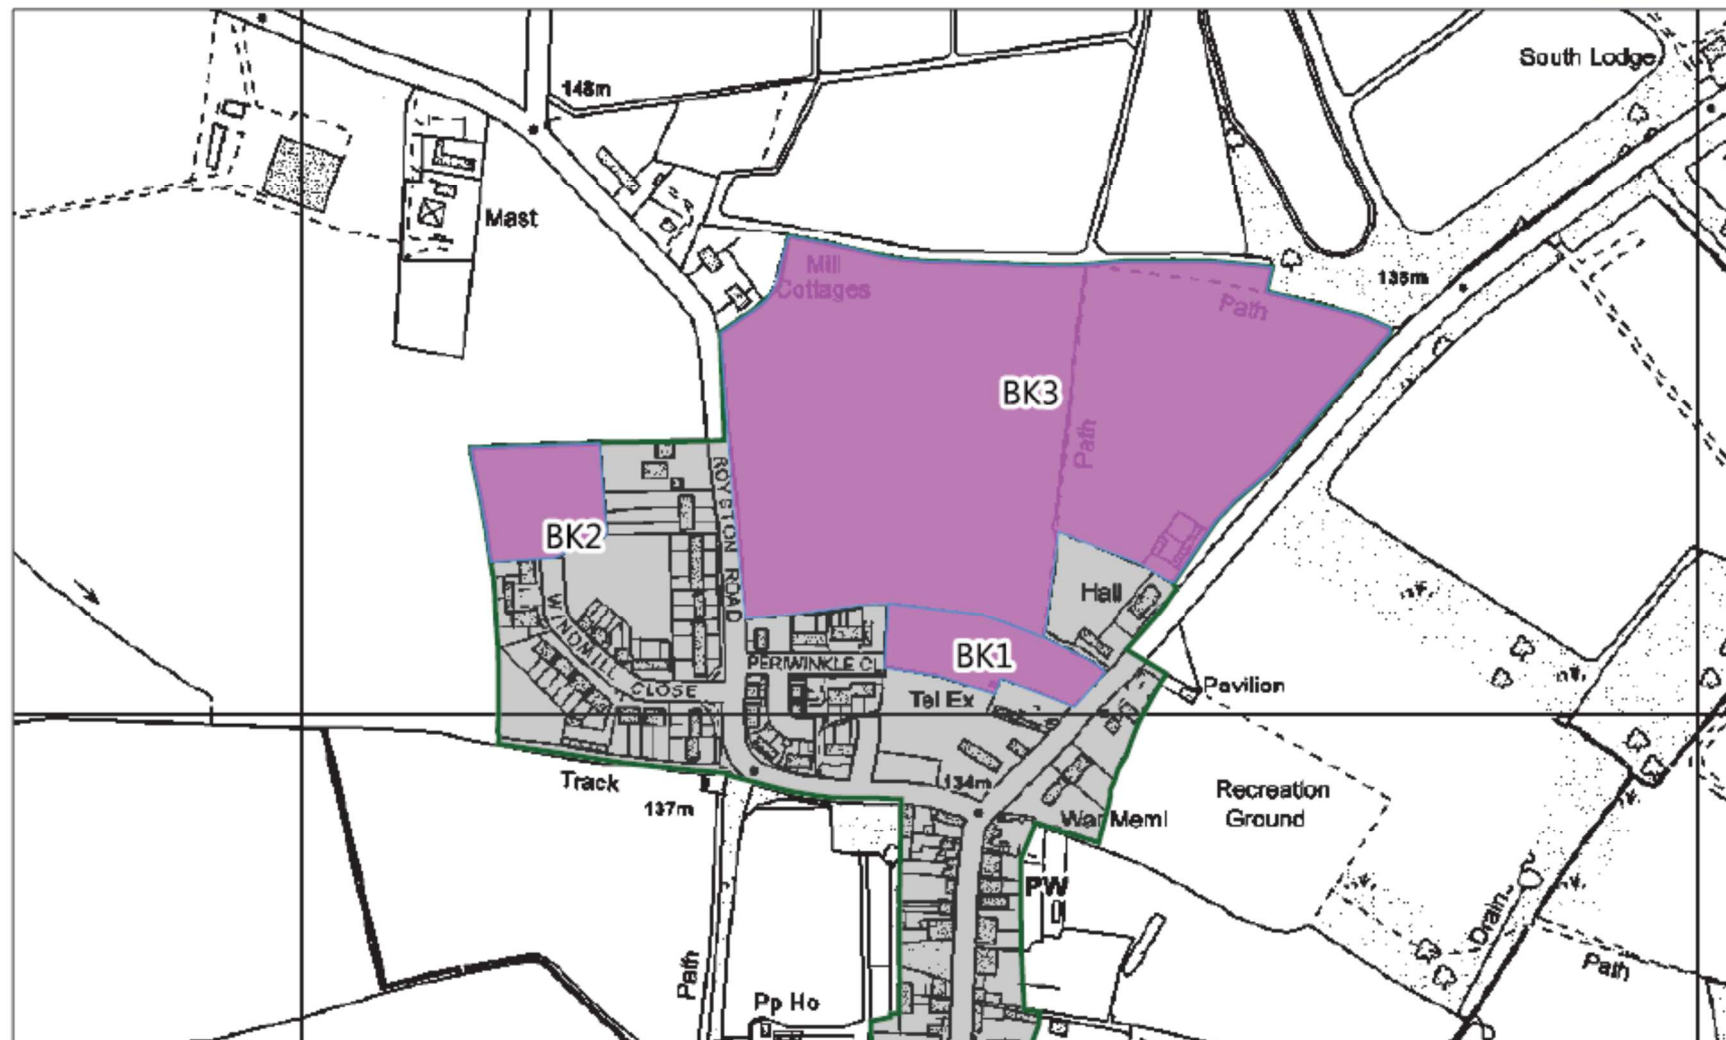 South Lodge
148m
Mast
Mill
Cottages
135m
Path
BK3
Path
ROYSTON ROAD
BK2
Hall
WINDMILL CLOSE
PERIWINKLE CL
BK1
Tel Ex
Pavilion
Track
134m
137m
Recreation
Ground
War Meml
PW
Drain
Path
Path
Pp Ho